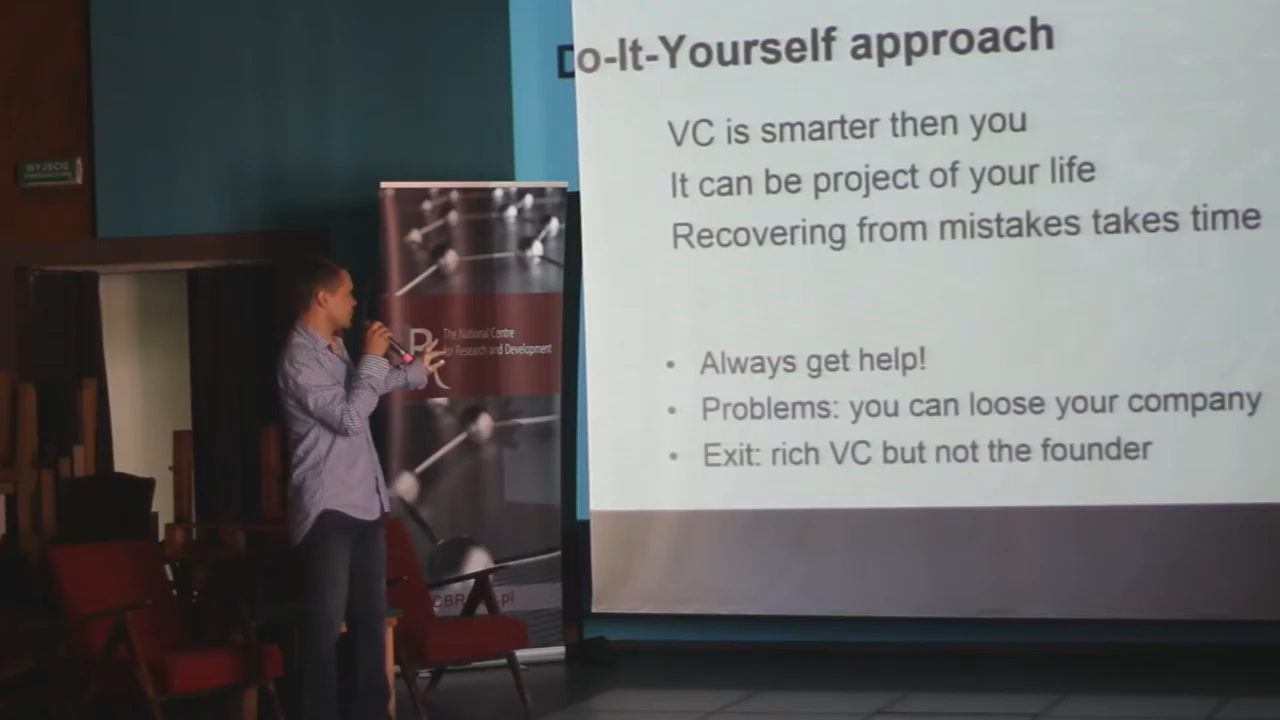 Do-It-Yourself approach
VC is smarter then you
It can be project of your life
Recovering from mistakes takes time
• Always get help!
• Problems: you can loose your company
• Exit: rich VC but not the founder
WYJŚCIE
The National Centre
for Research and Development